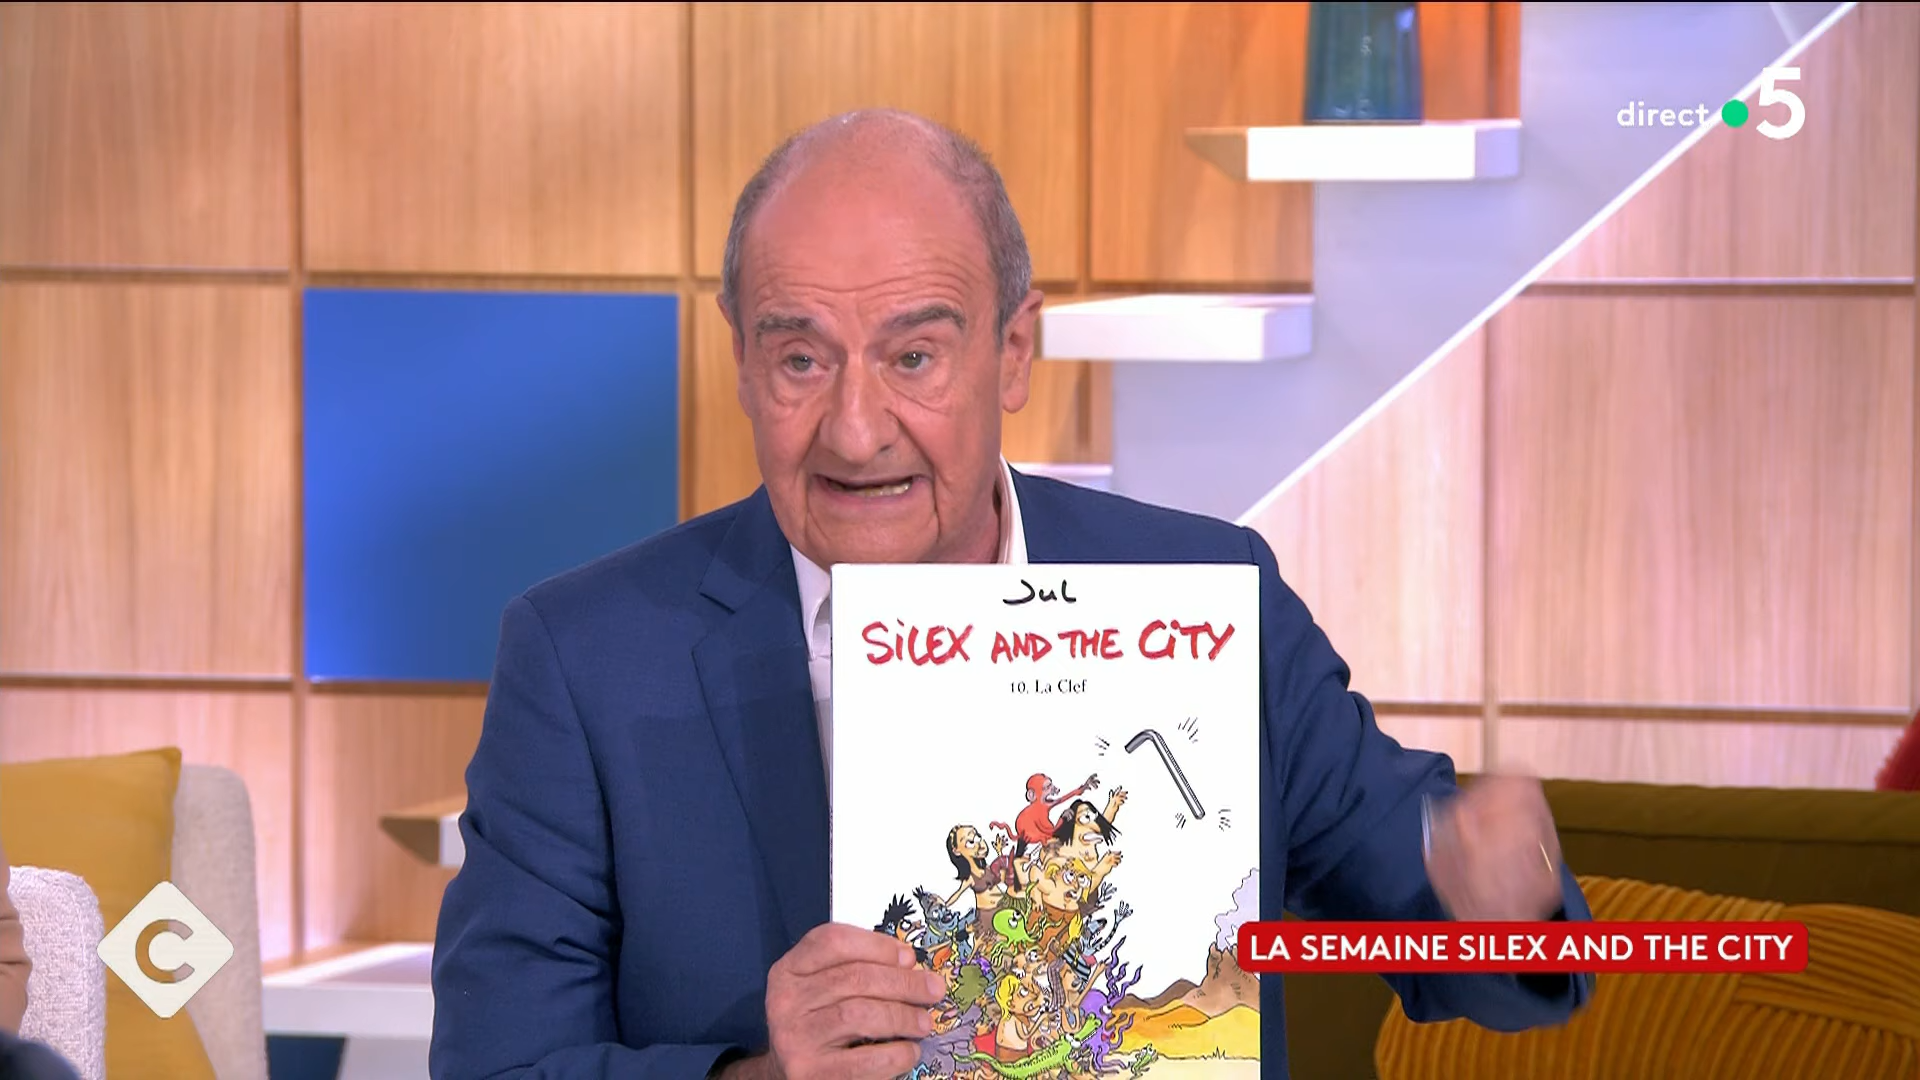 direct 5
Jul
SILEX AND THE CITY
10. La Clef
C
LA SEMAINE SILEX AND THE CITY